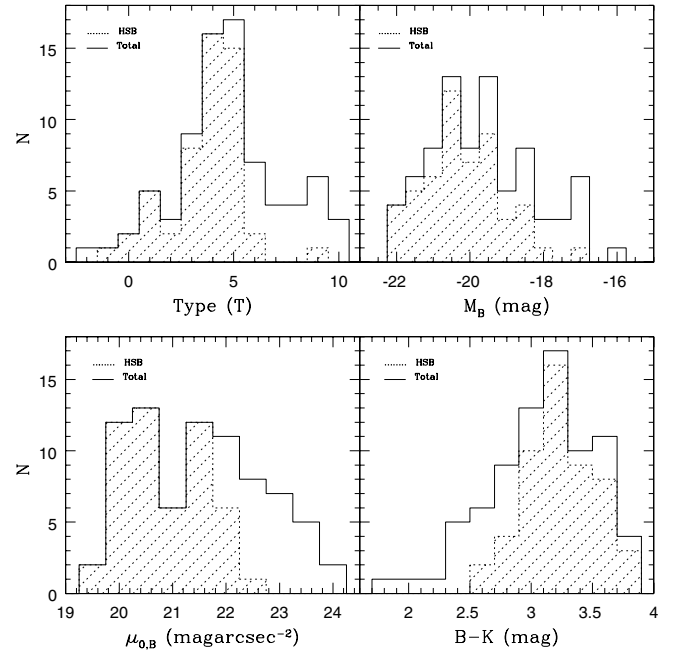 HSB
Total
HSB
Total
N
15
10
5
0
0
5
10
-22
-20
-18
-16
Type (T)
M_B (mag)
HSB
Total
HSB
Total
N
15
10
5
0
19
20
21
22
23
24
2
2.5
3
3.5
4
μ_0,B (magarcsec⁻²)
B−K (mag)